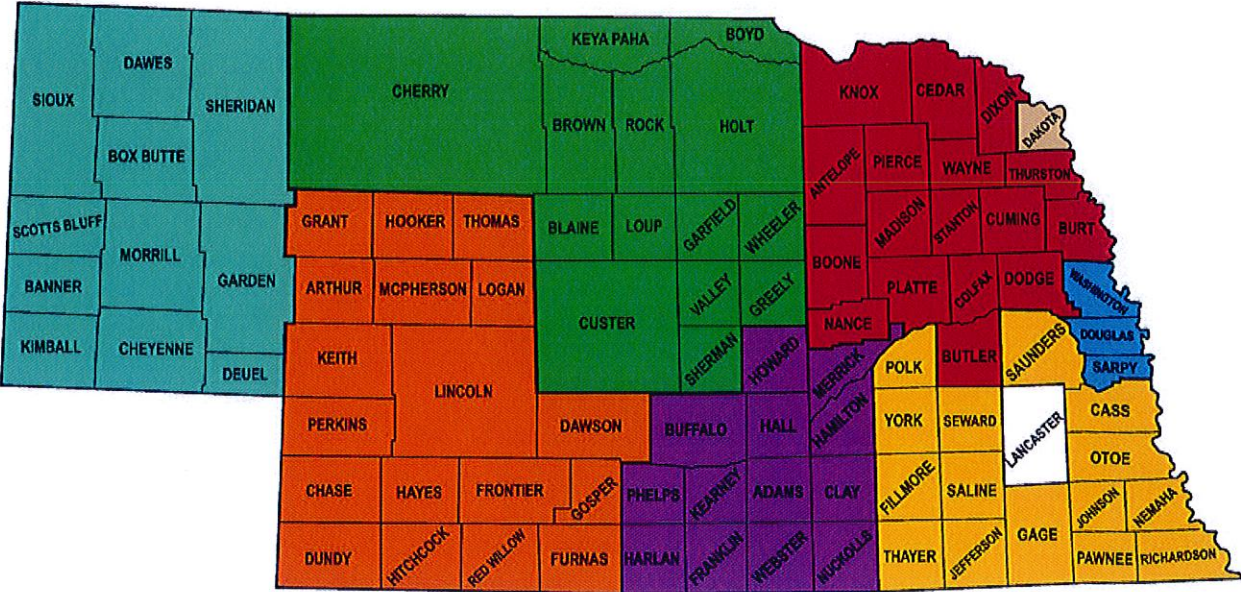 KEYA PAHA
BOYD
DAWES
SIOUX
SHERIDAN
CHERRY
BROWN
ROCK
HOLT
KNOX
CEDAR
DIXON
DAKOTA
BOX BUTTE
ANTELOPE
PIERCE
WAYNE
THURSTON
SCOTTS BLUFF
MORRILL
GARDEN
GRANT
HOOKER
THOMAS
BLAINE
LOUP
GARFIELD
WHEELER
MADISON
STANTON
CUMING
BURT
BANNER
ARTHUR
MCPHERSON
LOGAN
CUSTER
VALLEY
GREELY
BOONE
PLATTE
COLFAX
DODGE
WASHINGTON
KIMBALL
CHEYENNE
DEUEL
KEITH
LINCOLN
SHERMAN
HOWARD
NANCE
MERRICK
POLK
BUTLER
SAUNDERS
DOUGLAS
SARPY
PERKINS
DAWSON
BUFFALO
HALL
HAMILTON
YORK
SEWARD
LANCASTER
CASS
OTOE
CHASE
HAYES
FRONTIER
GOSPER
PHELPS
KEARNEY
ADAMS
CLAY
FILLMORE
SALINE
GAGE
JOHNSON
NEMAHA
DUNDY
HITCHCOCK
RED WILLOW
FURNAS
HARLAN
FRANKLIN
WEBSTER
NUCKOLLS
THAYER
JEFFERSON
PAWNEE
RICHARDSON